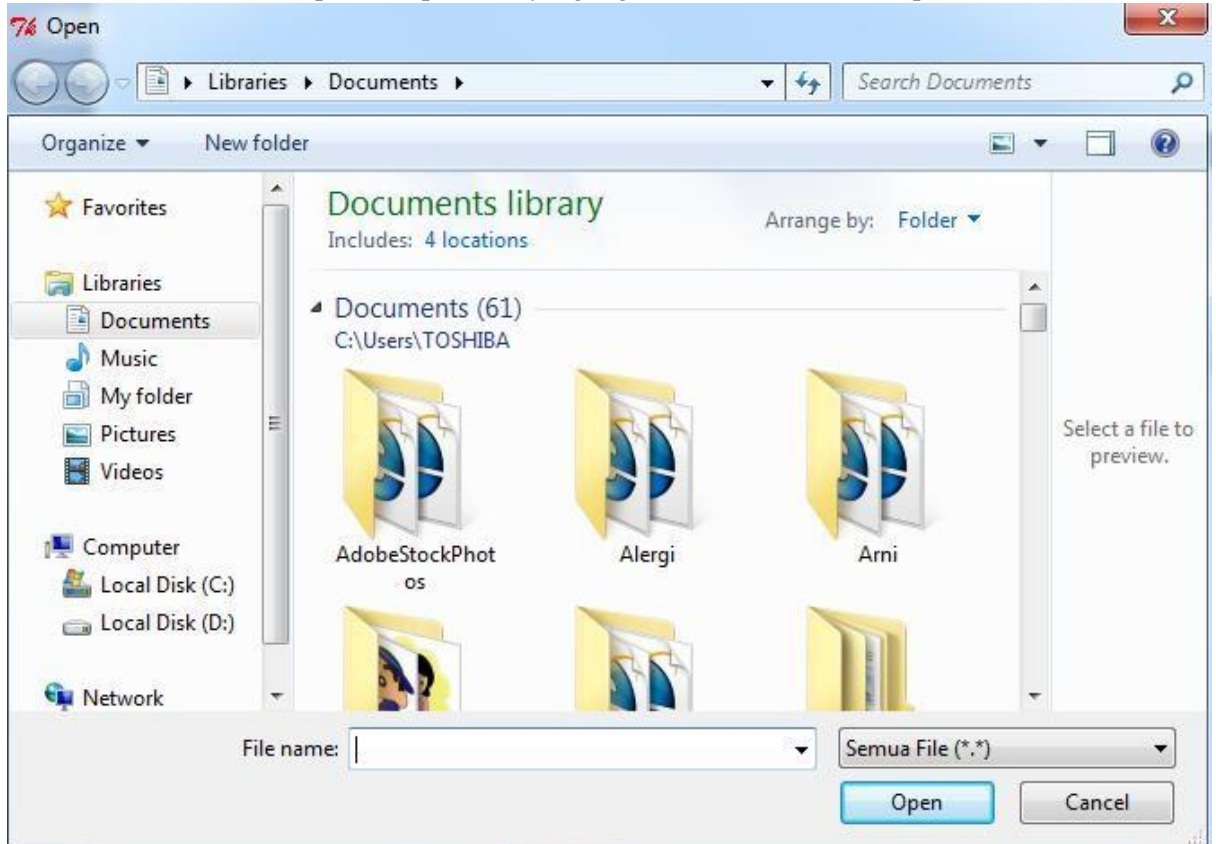 Open
Libraries Documents
Search Documents
Organize New folder
Favorites
Libraries
Documents
Music
My folder
Pictures
Videos
Computer
Local Disk (C:)
Local Disk (D:)
Network
Documents library
Includes: 4 locations
Arrange by: Folder
Documents (61)
C:\Users\TOSHIBA
AdobeStockPhot
os
Alergi
Arni
Select a file to
preview.
File name:
Semua File (*.*)
Open Cancel